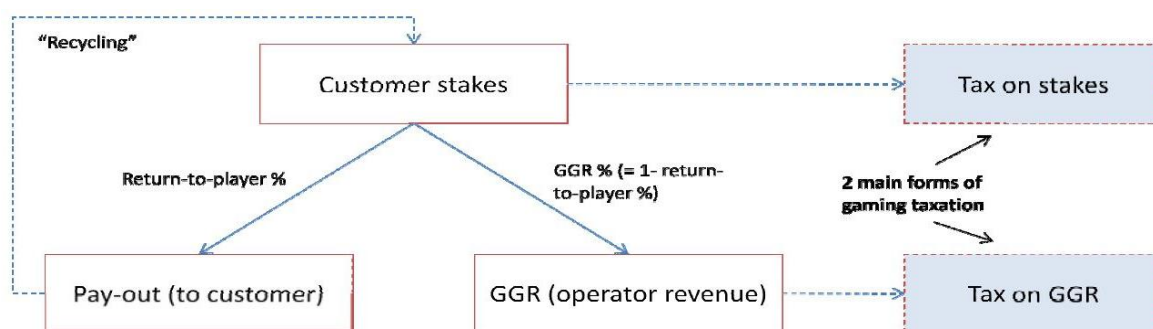 “Recycling”
Customer stakes
Tax on stakes
Return-to-player %
GGR % (= 1- return-
to-player %)
2 main forms of
gaming taxation
Pay-out (to customer)
GGR (operator revenue)
Tax on GGR